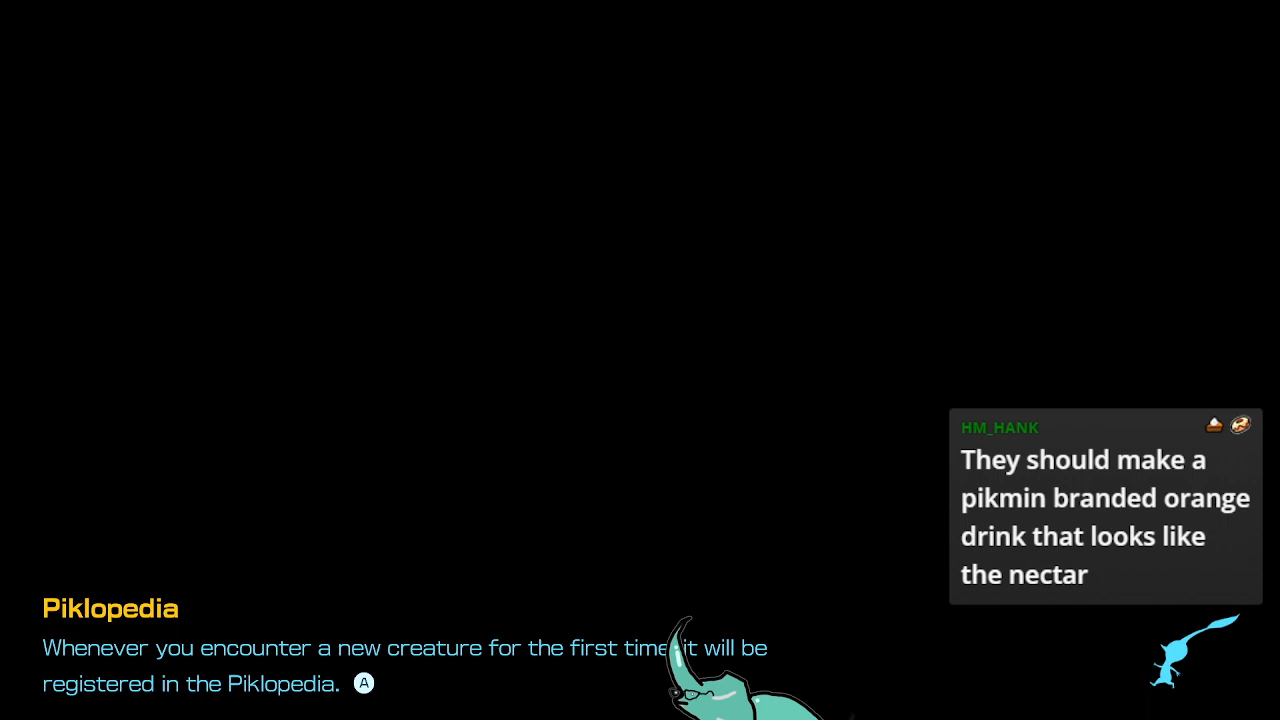 HM_HANK
They should make a
pikmin branded orange
drink that looks like
the nectar
Piklopedia
Whenever you encounter a new creature for the first time it will be
registered in the Piklopedia. A